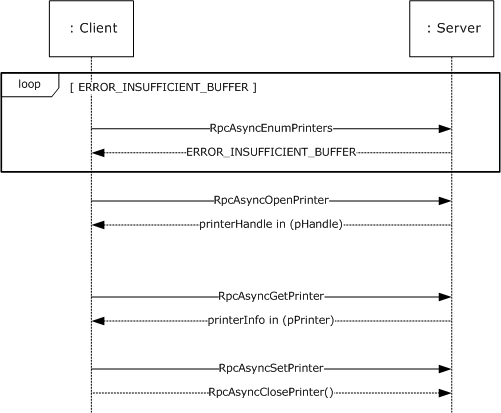 : Client
: Server
loop
[ ERROR_INSUFFICIENT_BUFFER ]
RpcAsyncEnumPrinters
ERROR_INSUFFICIENT_BUFFER
RpcAsyncOpenPrinter
printerHandle in (pHandle)
RpcAsyncGetPrinter
printerInfo in (pPrinter)
RpcAsyncSetPrinter
RpcAsyncClosePrinter()